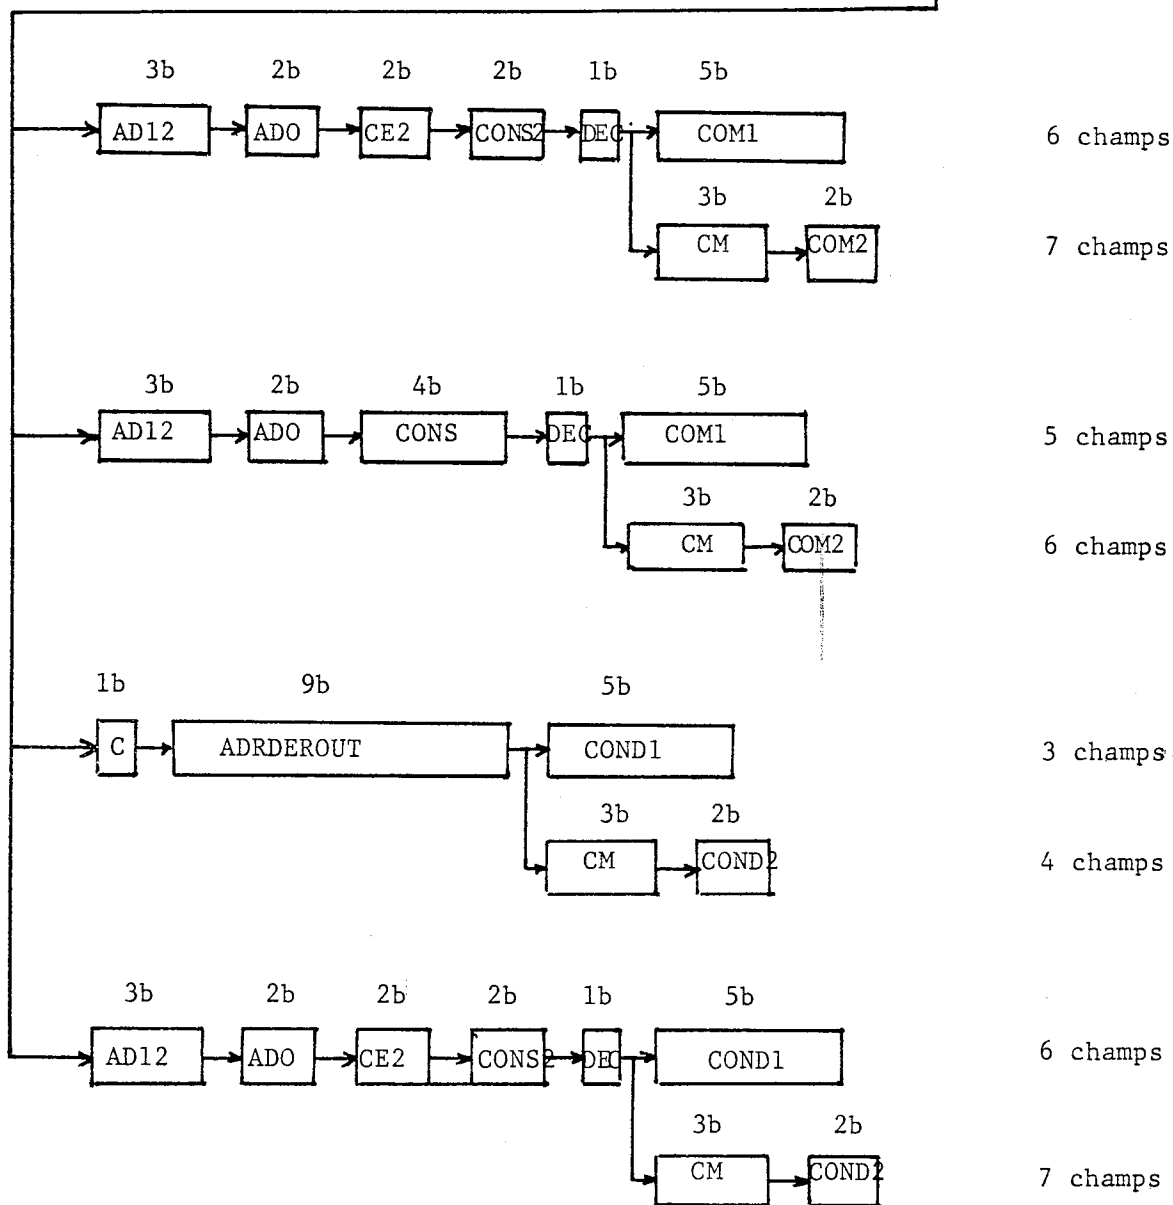 3b 2b 2b 2b 1b 5b
AD12 ADO CE2 CONS2 DEC COM1 6 champs
3b 2b
CM COM2 7 champs
3b 2b 4b 1b 5b
AD12 ADO CONS DEC COM1 5 champs
3b 2b
CM COM2 6 champs
1b 9b 5b
C ADRDEROUT COND1 3 champs
3b 2b
CM COND2 4 champs
3b 2b 2b 2b 1b 5b
AD12 ADO CE2 CONS2 DEC COND1 6 champs
3b 2b
CM COND2 7 champs